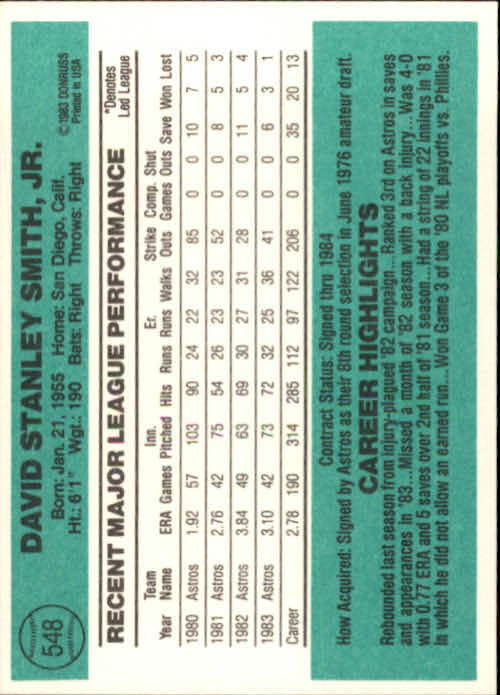 548
DAVID STANLEY SMITH, JR.
© 1983 DONRUSS
Printed in USA
Born: Jan. 21, 1955 Home: San Diego, Calif.
Ht.: 6'1" Wgt.: 190 Bats: Right Throws: Right
RECENT MAJOR LEAGUE PERFORMANCE
*Denotes
Led League
Team Inn. Er. Strike Comp. Shut
Year Name ERA Games Pitched Hits Runs Runs Walks Outs Games Outs Save Won Lost
1980 Astros 1.92 57 103 90 24 22 32 85 0 0 10 7 5
1981 Astros 2.76 42 75 54 26 23 23 52 0 0 8 5 3
1982 Astros 3.84 49 63 69 30 27 31 28 0 0 11 5 4
1983 Astros 3.10 42 73 72 32 25 36 41 0 0 6 3 1
Career 2.78 190 314 285 112 97 122 206 0 0 35 20 13
Contract Status: Signed thru 1984
How Acquired: Signed by Astros as their 8th round selection in June 1976 amateur draft.
CAREER HIGHLIGHTS
Rebounded last season from injury-plagued '82 campaign...Ranked 3rd on Astros in saves
and appearances in '83...Missed a month of '82 season with a back injury...Was 4-0
with 0.77 ERA and 5 saves over 2nd half of '81 season...Had a string of 22 innings in '81
in which he did not allow an earned run...Won Game 3 of the '80 NL playoffs vs. Phillies.